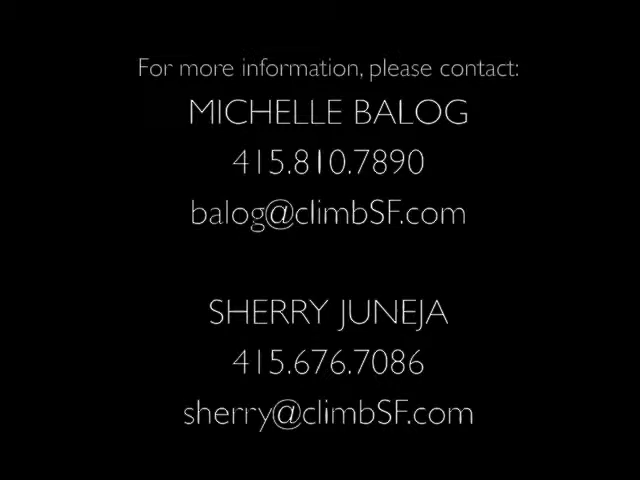 For more information, please contact:
MICHELLE BALOG
415.810.7890
balog@climbSF.com
SHERRY JUNEJA
415.676.7086
sherry@climbSF.com